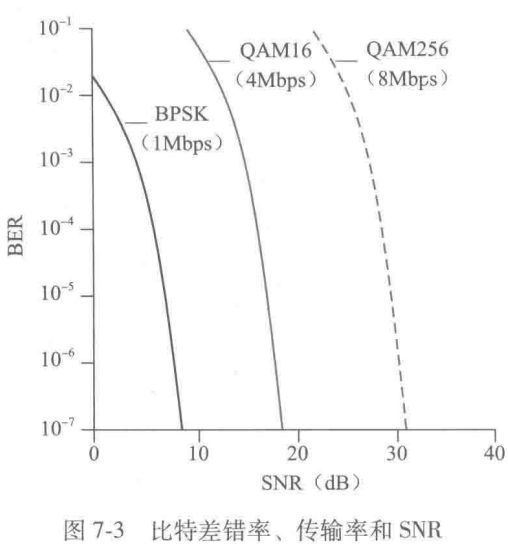 10⁻¹
10⁻²
10⁻³
10⁻⁴
10⁻⁵
10⁻⁶
10⁻⁷
BER
QAM16
(4Mbps)
QAM256
(8Mbps)
BPSK
(1Mbps)
0 10 20 30 40
SNR (dB)
图 7-3 比特差错率、传输率和 SNR